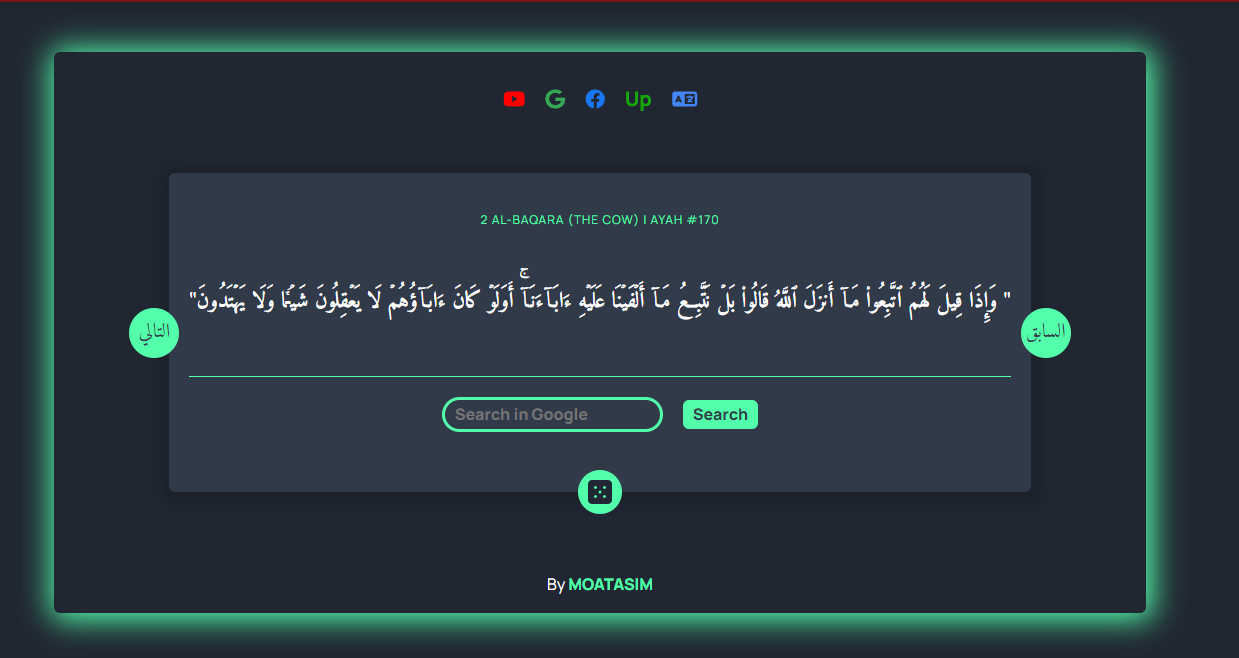 Up
2 AL-BAQARA (THE COW) | AYAH #170
" وَإِذَا قِيلَ لَهُمُ ٱتَّبِعُوا۟ مَآ أَنزَلَ ٱللَّهُ قَالُوا۟ بَلْ نَتَّبِعُ مَآ أَلْفَيْنَا عَلَيْهِ ءَابَآءَنَآ ۚ أَوَلَوْ كَانَ ءَابَآؤُهُمْ لَا يَعْقِلُونَ شَيْـًٔا وَلَا يَهْتَدُونَ"
السابق
التالي
Search in Google
Search
By MOATASIM